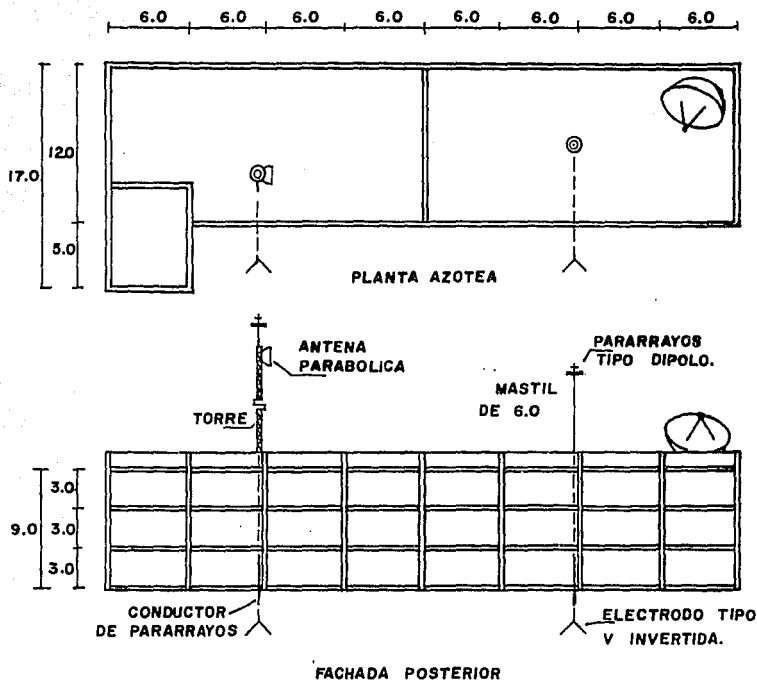 6.0 6.0 6.0 6.0 6.0 6.0 6.0 6.0
17.0
12.0
5.0
PLANTA AZOTEA
ANTENA
PARABOLICA
TORRE
PARARRAYOS
TIPO DIPOLO.
MASTIL
DE 6.0
9.0
3.0
3.0
3.0
CONDUCTOR
DE PARARRAYOS
ELECTRODO TIPO
V INVERTIDA.
FACHADA POSTERIOR